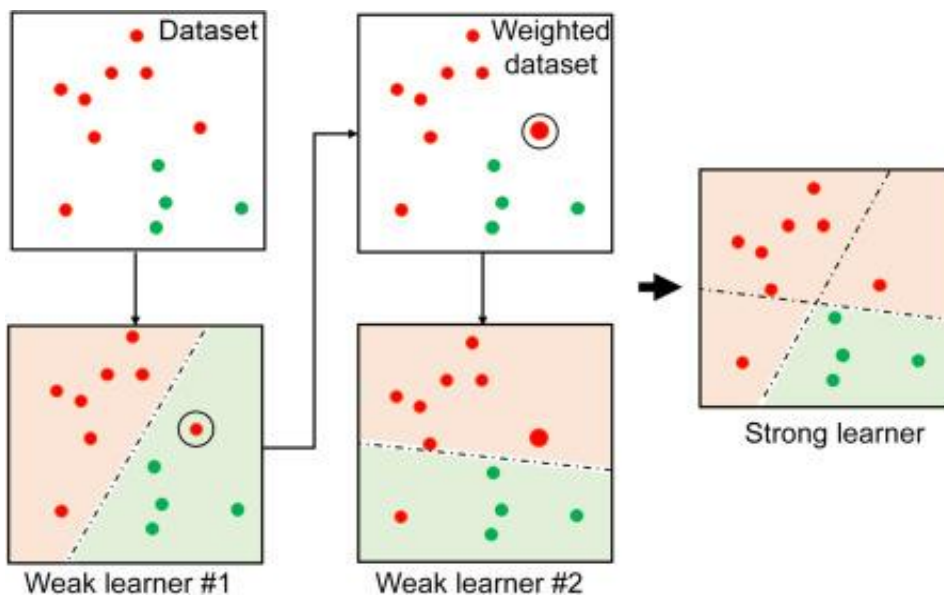 Dataset
Weighted
dataset
Strong learner
Weak learner #1
Weak learner #2